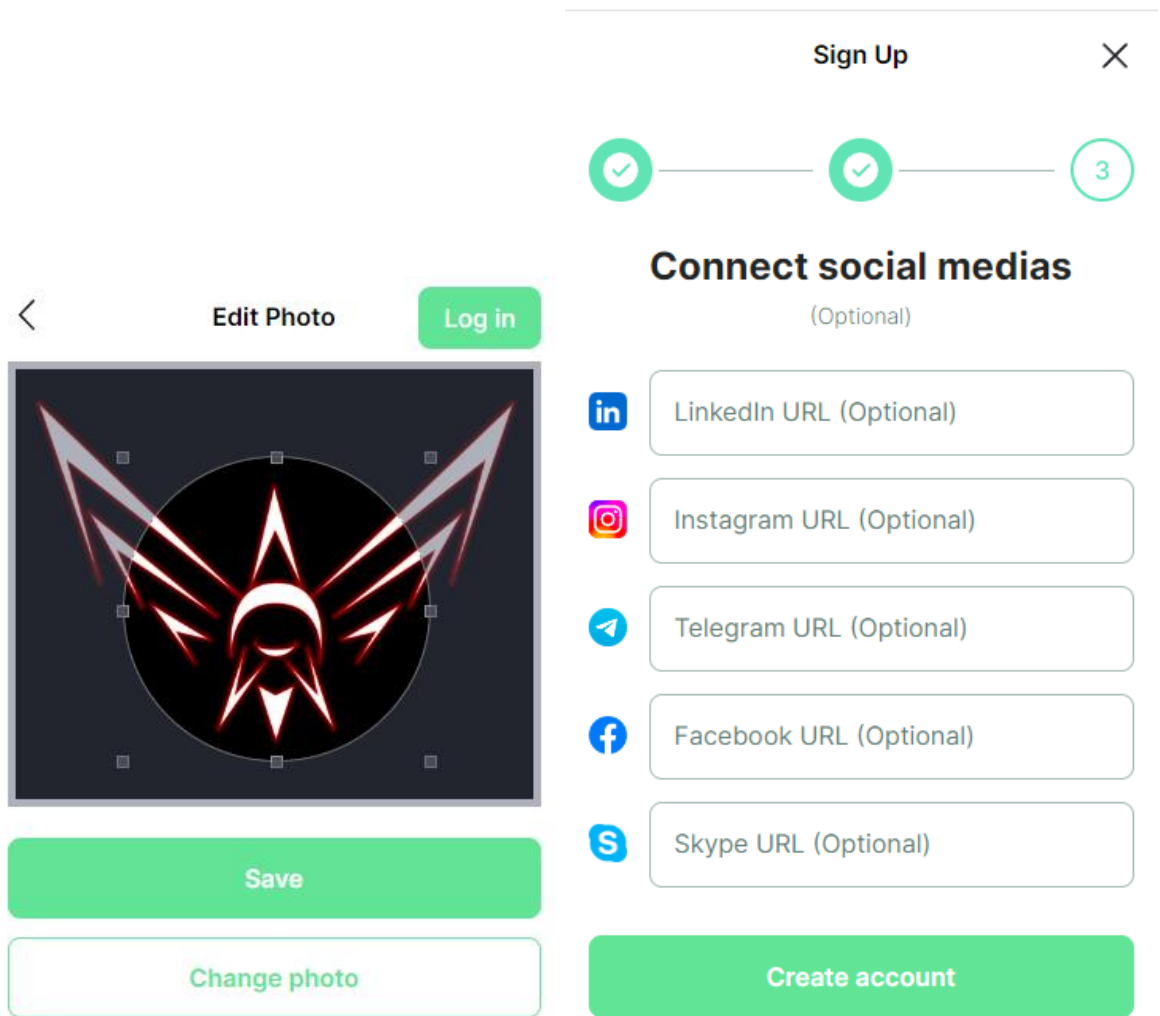 Edit Photo
Log in
Save
Change photo
Sign Up
3
Connect social medias
(Optional)
in
LinkedIn URL (Optional)
Instagram URL (Optional)
Telegram URL (Optional)
f
Facebook URL (Optional)
S
Skype URL (Optional)
Create account